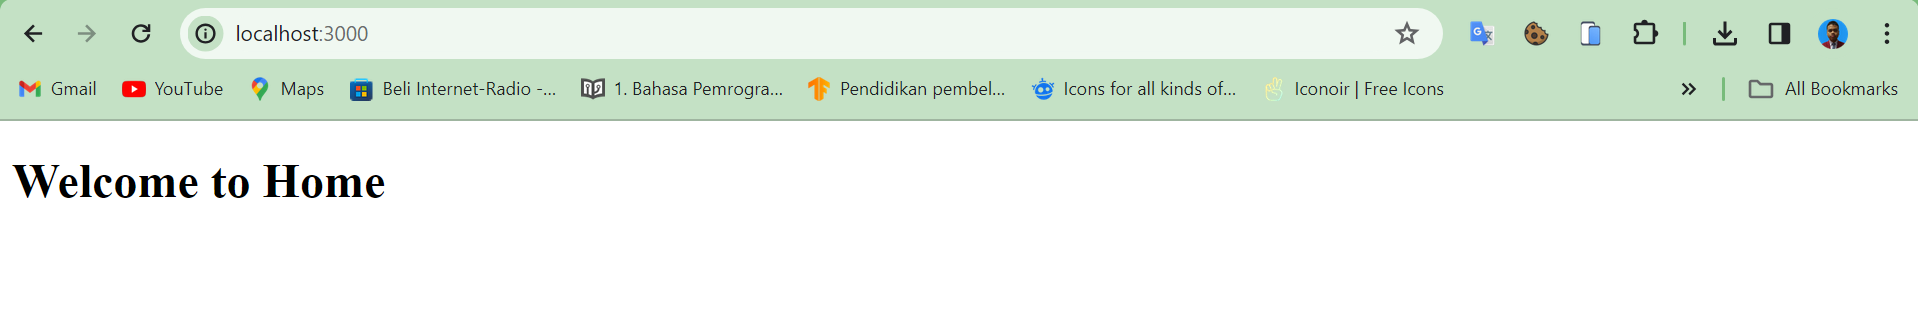 localhost:3000
Gmail YouTube Maps Beli Internet-Radio -... 1. Bahasa Pemrogra... Pendidikan pembel... Icons for all kinds of... Iconoir | Free Icons » All Bookmarks
Welcome to Home